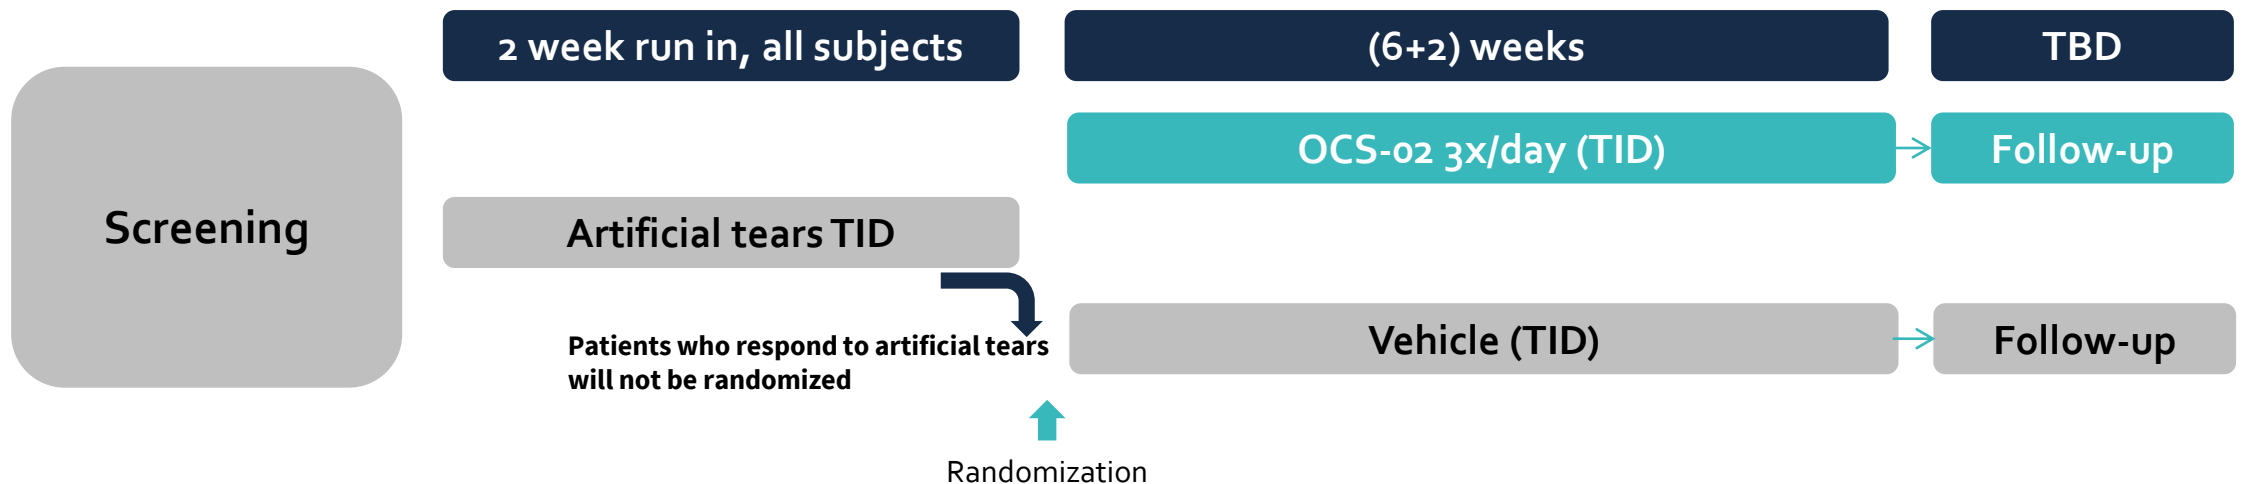 2 week run in, all subjects
(6+2) weeks
TBD
OCS-02 3x/day (TID)
Follow-up
Screening
Artificial tears TID
Patients who respond to artificial tears
will not be randomized
Vehicle (TID)
Follow-up
Randomization